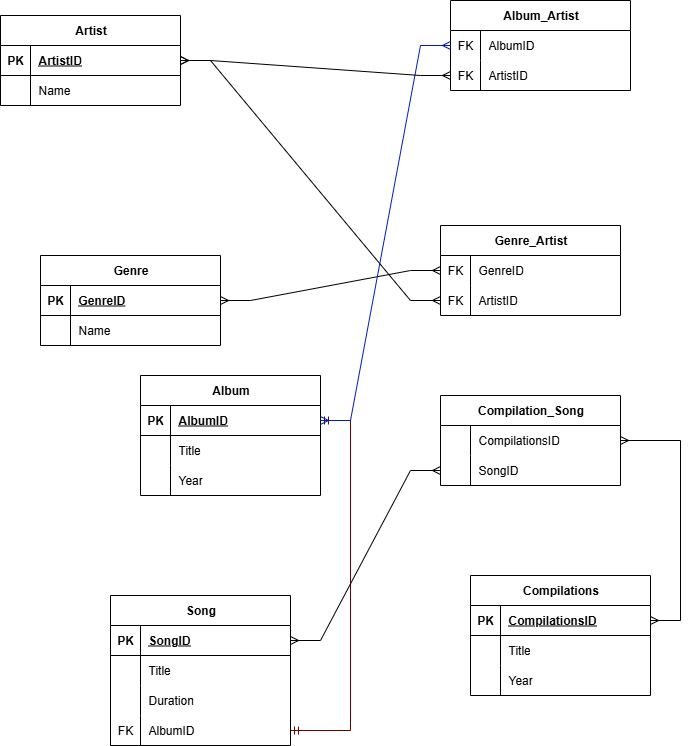 Artist
PK ArtistID
Name
Album_Artist
FK AlbumID
FK ArtistID
Genre_Artist
FK GenreID
FK ArtistID
Genre
PK GenreID
Name
Album
PK AlbumID
Title
Year
Compilation_Song
CompilationsID
SongID
Compilations
PK CompilationsID
Title
Year
Song
PK SongID
Title
Duration
FK AlbumID